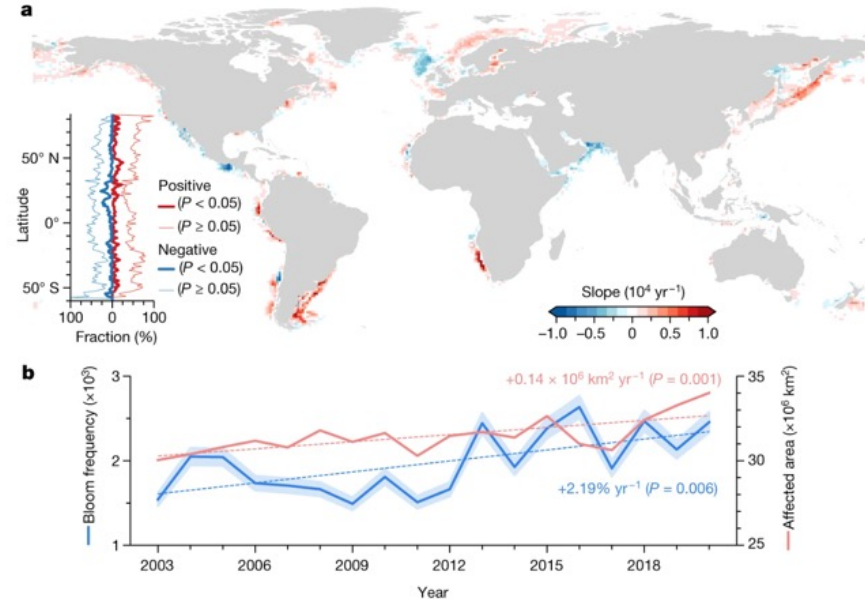 a
50° N
0°
50° S
Latitude
100 0 100
Fraction (%)
Positive
(P < 0.05)
(P ≥ 0.05)
Negative
(P < 0.05)
(P ≥ 0.05)
Slope (10⁴ yr⁻¹)
−1.0 −0.5 0 0.5 1.0
b
Bloom frequency (×10³)
3
2
1
+0.14 × 10⁶ km² yr⁻¹ (P = 0.001)
+2.19% yr⁻¹ (P = 0.006)
35
30
25
Affected area (×10⁶ km²)
2003 2006 2009 2012 2015 2018
Year